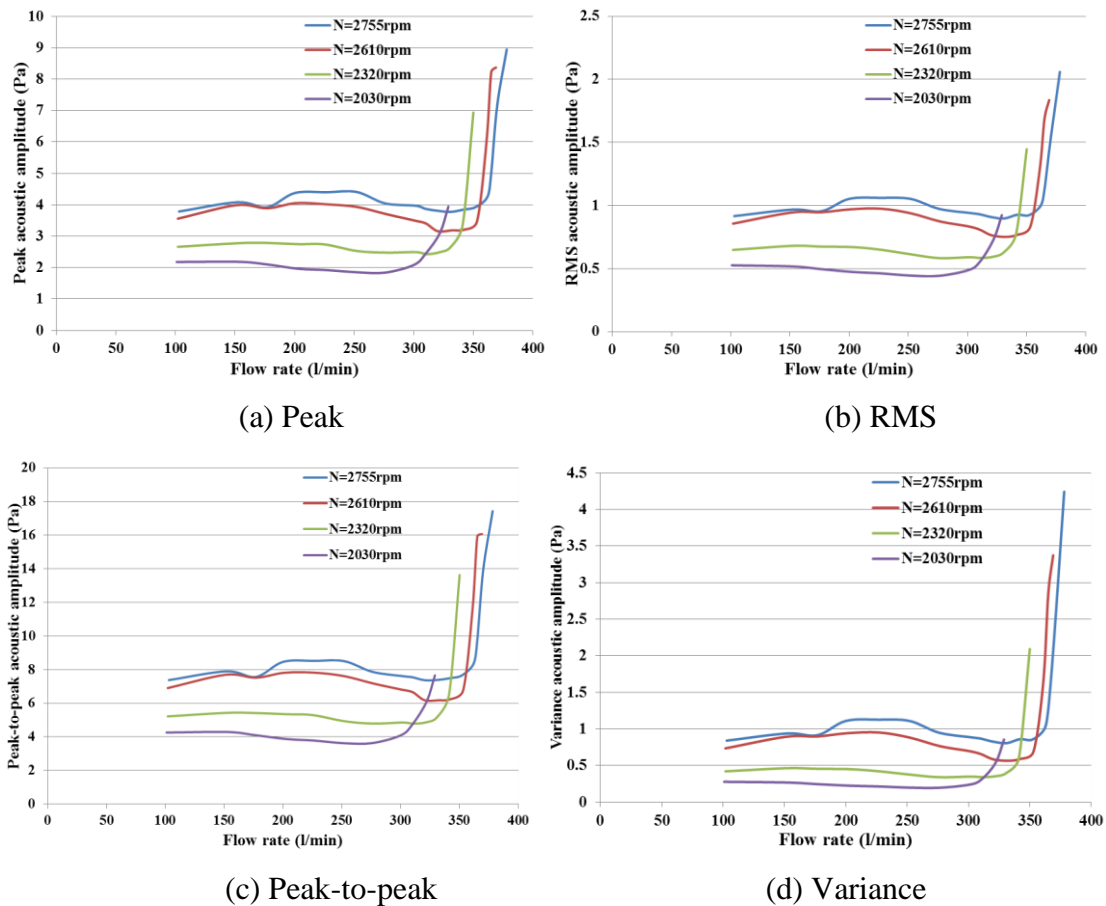 10
9
8
7
6
5
4
3
2
1
0
Peak acoustic amplitude (Pa)
N=2755rpm
N=2610rpm
N=2320rpm
N=2030rpm
0 50 100 150 200 250 300 350 400
Flow rate (l/min)
(a) Peak
2.5
2
1.5
1
0.5
0
RMS acoustic amplitude (Pa)
N=2755rpm
N=2610rpm
N=2320rpm
N=2030rpm
0 50 100 150 200 250 300 350 400
Flow rate (l/min)
(b) RMS
20
18
16
14
12
10
8
6
4
2
0
Peak-to-peak acoustic amplitude (Pa)
N=2755rpm
N=2610rpm
N=2320rpm
N=2030rpm
0 50 100 150 200 250 300 350 400
Flow rate (l/min)
(c) Peak-to-peak
4.5
4
3.5
3
2.5
2
1.5
1
0.5
0
Variance acoustic amplitude (Pa)
N=2755rpm
N=2610rpm
N=2320rpm
N=2030rpm
0 50 100 150 200 250 300 350 400
Flow rate (l/min)
(d) Variance